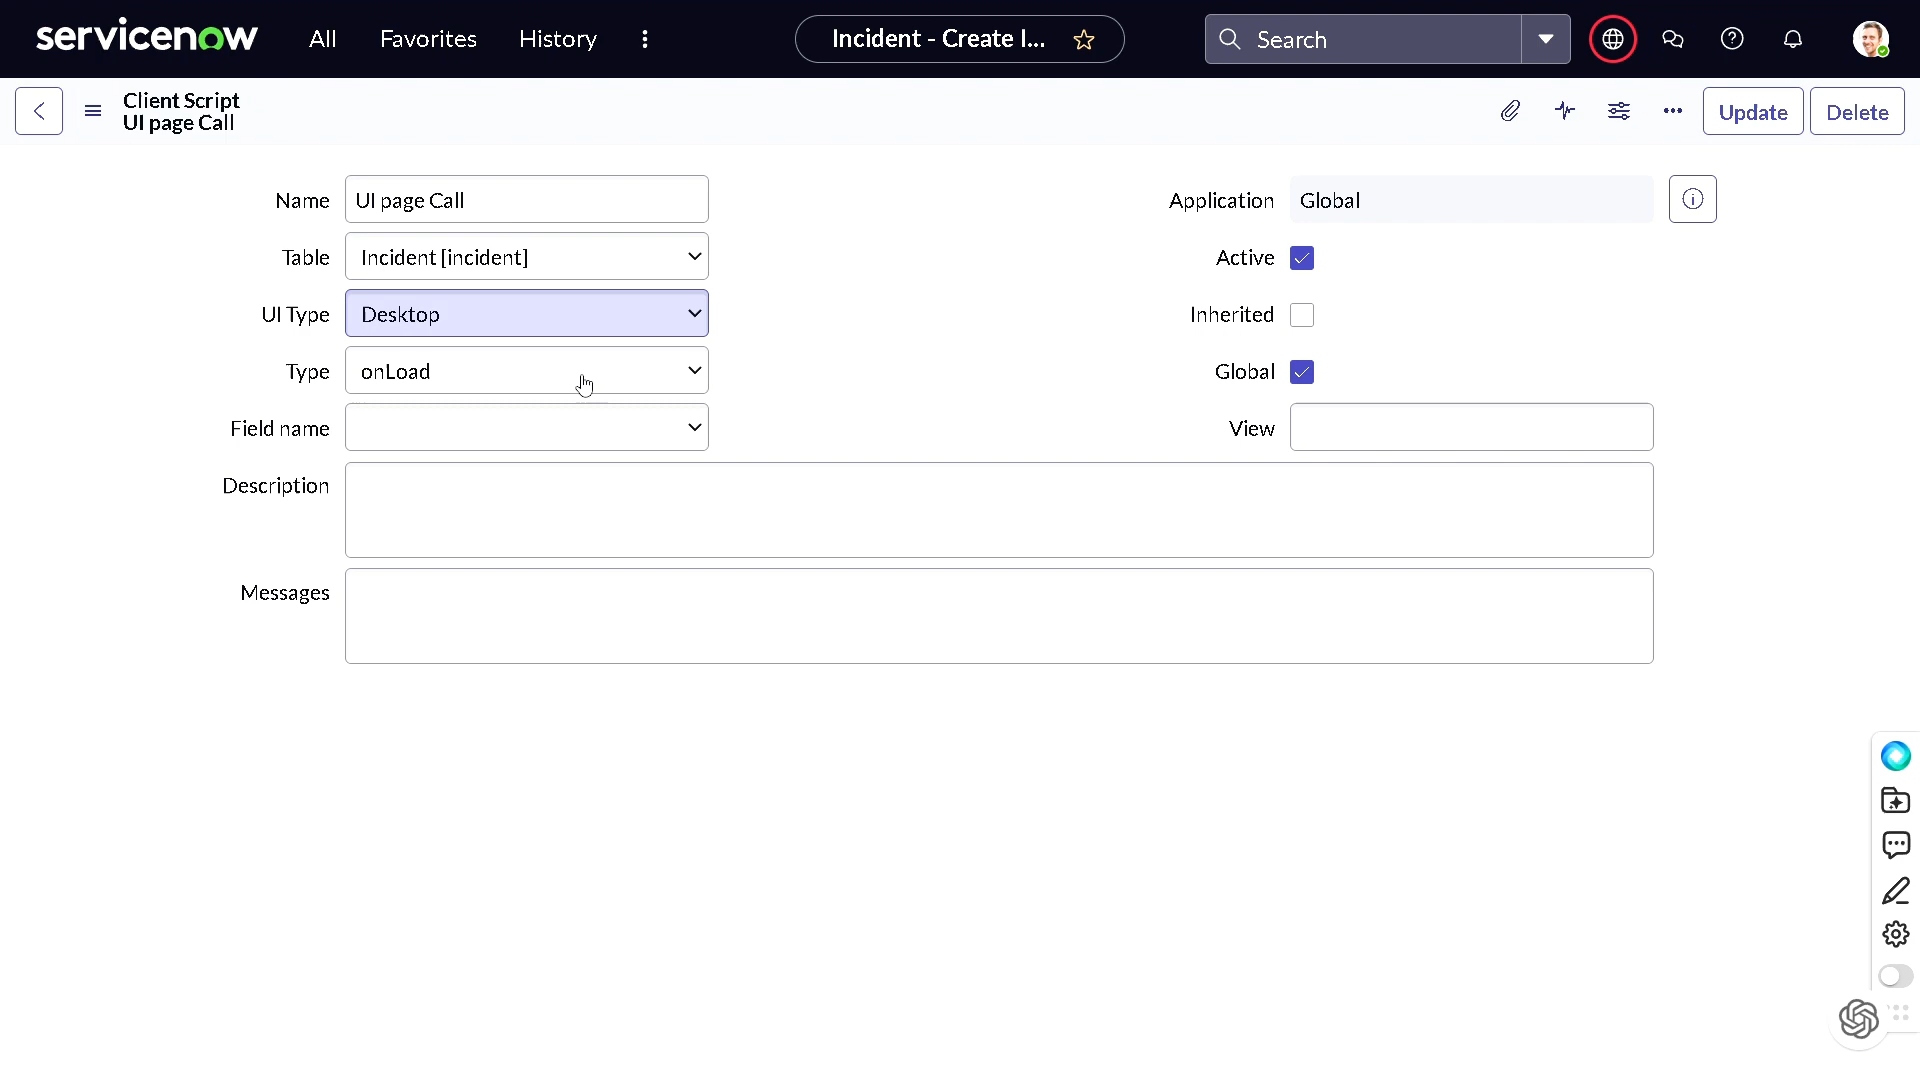 servicenow All Favorites History Incident - Create I... Search
Client Script
UI page Call
Update Delete
Name UI page Call Application Global
Table Incident [incident] Active
UI Type Desktop Inherited
Type onLoad Global
Field name View
Description
Messages